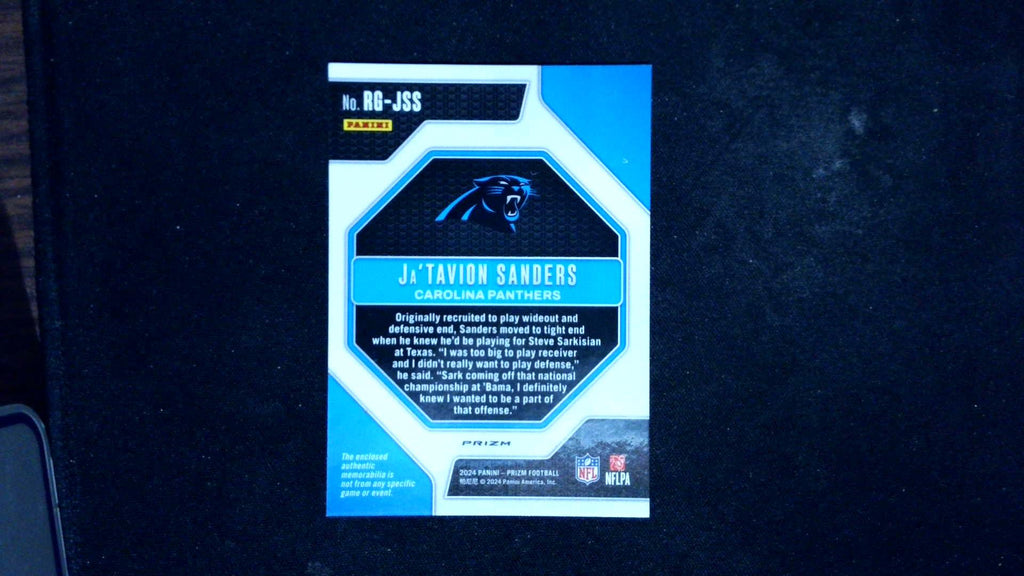 No. RG-JSS
PANINI
JA'TAVION SANDERS
CAROLINA PANTHERS
Originally recruited to play wideout and
defensive end, Sanders moved to tight end
when he knew he'd be playing for Steve Sarkisian
at Texas. "I was too big to play receiver
and I didn't really want to play defense,"
he said. "Sark coming off that national
championship at 'Bama, I definitely
knew I wanted to be a part of
that offense."
PRIZM
The enclosed
authentic
memorabilia is
not from any specific
game or event.
2024 PANINI – PRIZM FOOTBALL
帕尼尼 © 2024 Panini America, Inc.
NFL
NFLPA